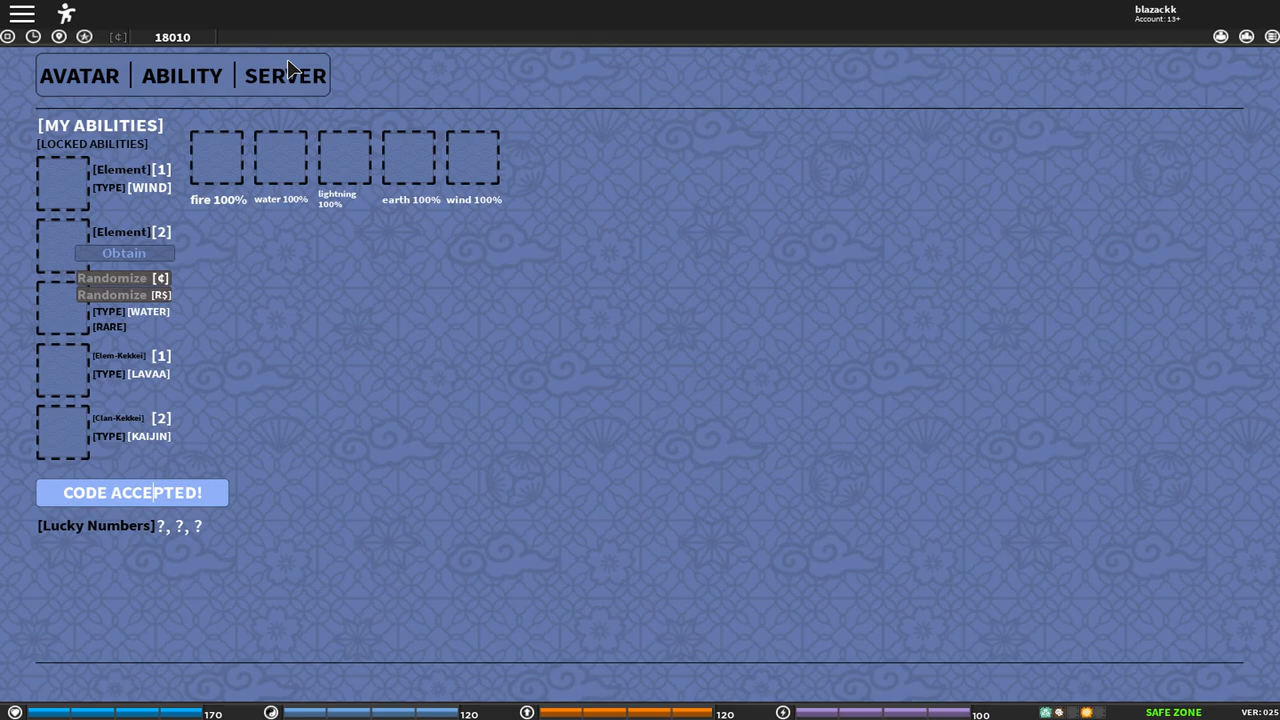 blazackk
Account: 13+
[¢] 18010
AVATAR | ABILITY | SERVER
[MY ABILITIES]
[LOCKED ABILITIES]
[Element] [1]
[TYPE] [WIND]
fire 100%
water 100%
lightning
100%
earth 100%
wind 100%
[Element] [2]
Obtain
Randomize [¢]
Randomize [R$]
[TYPE] [WATER]
[RARE]
[Elem-Kekkei] [1]
[TYPE] [LAVAA]
[Clan-Kekkei] [2]
[TYPE] [KAIJIN]
CODE ACCEPTED!
[Lucky Numbers] ?, ?, ?
170
120
120
100
SAFE ZONE
VER:025